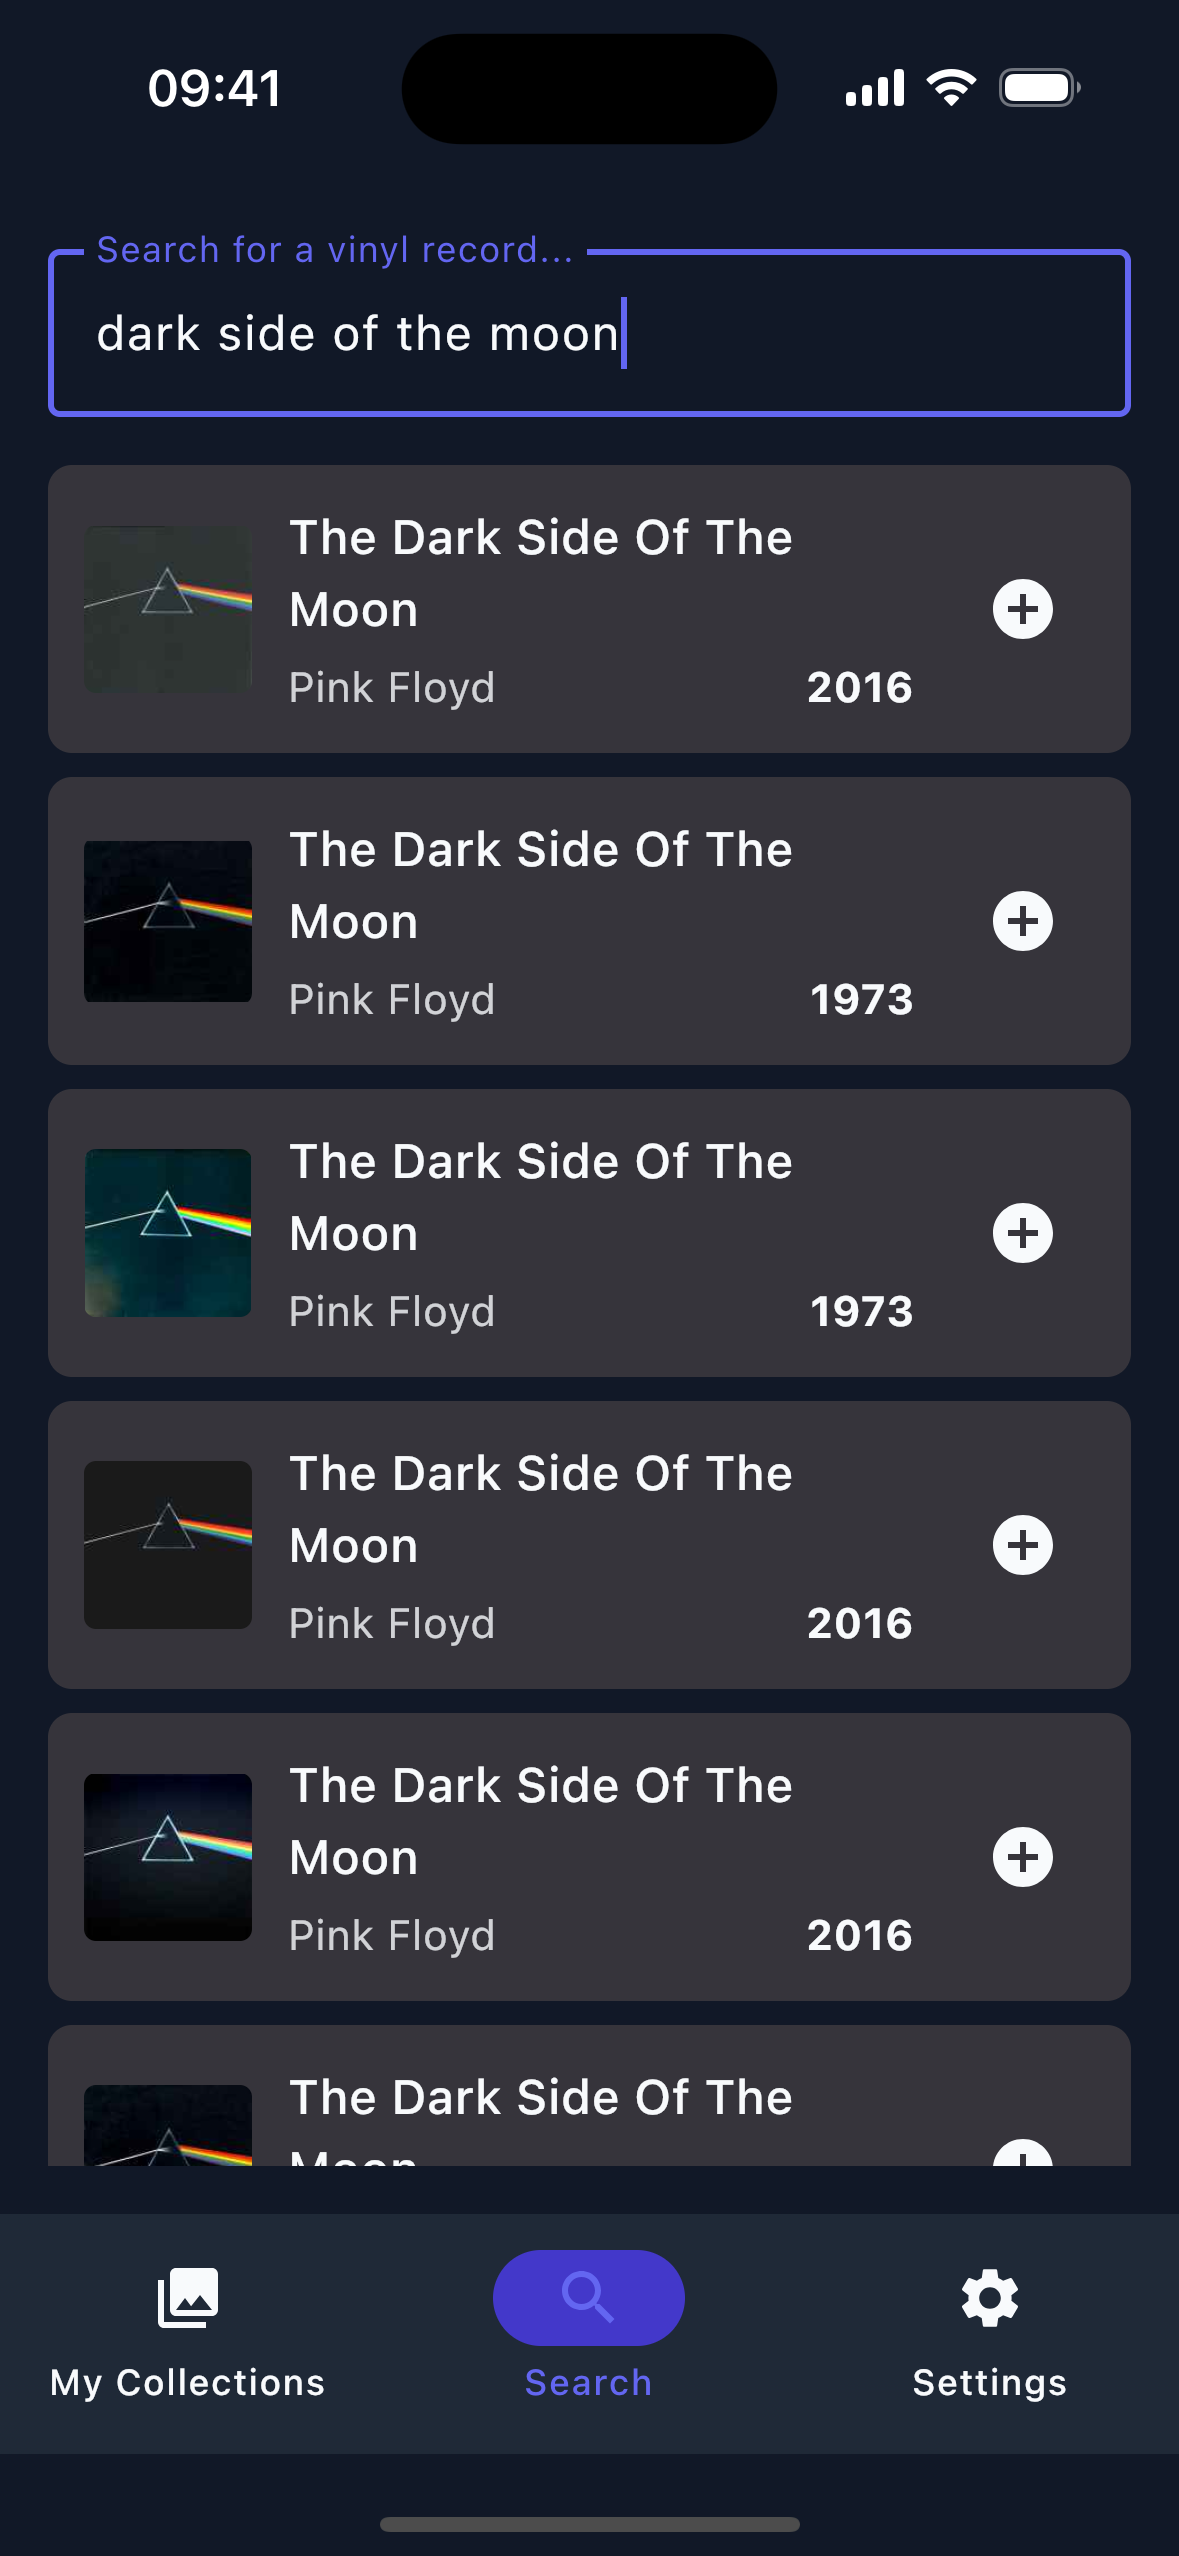 09:41
Search for a vinyl record...
dark side of the moon
The Dark Side Of The
Moon
Pink Floyd
2016
The Dark Side Of The
Moon
Pink Floyd
1973
The Dark Side Of The
Moon
Pink Floyd
1973
The Dark Side Of The
Moon
Pink Floyd
2016
The Dark Side Of The
Moon
Pink Floyd
2016
The Dark Side Of The
Moon
My Collections
Search
Settings